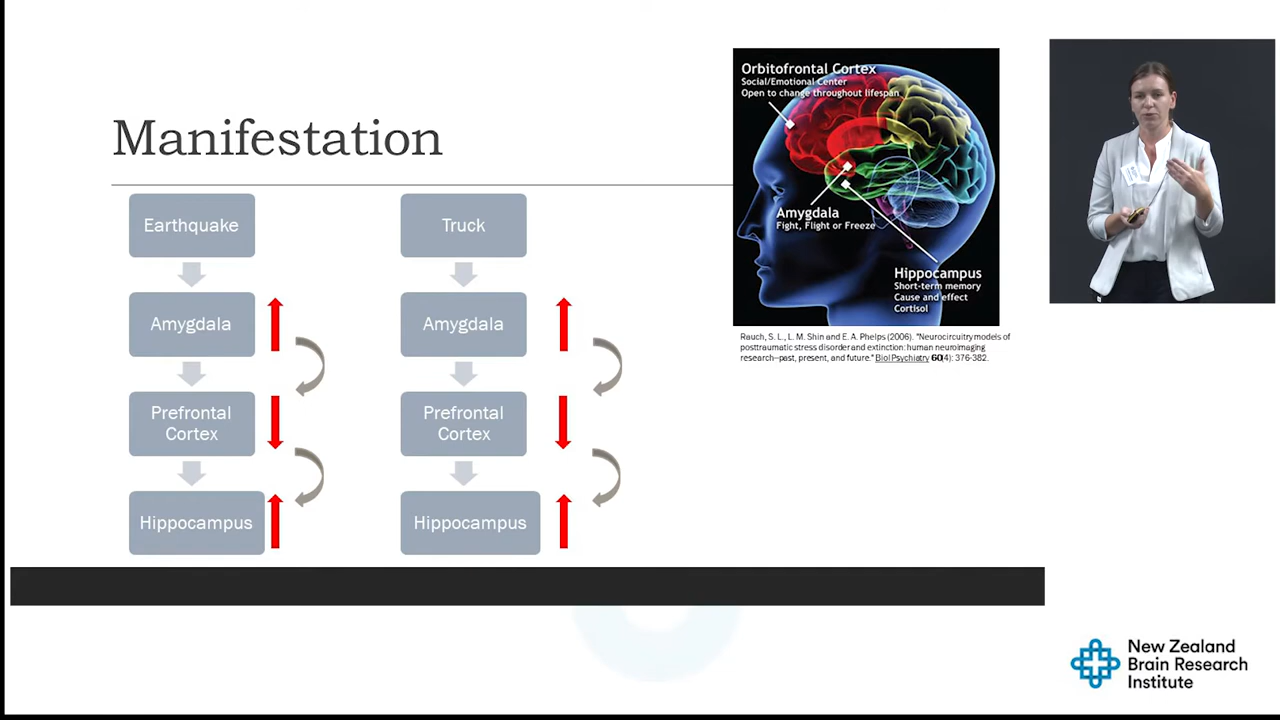 Manifestation
Earthquake
Amygdala
Prefrontal
Cortex
Hippocampus
Truck
Amygdala
Prefrontal
Cortex
Hippocampus
Orbitofrontal Cortex
Social/Emotional Center
Open to change throughout lifespan
Amygdala
Fight, Flight or Freeze
Hippocampus
Short-term memory
Cause and effect
Cortisol
Rauch, S. L., L. M. Shin and E. A. Phelps (2006). "Neurocircuitry models of
posttraumatic stress disorder and extinction: human neuroimaging
research--past, present, and future." Biol Psychiatry 60(4): 376-382.
New Zealand
Brain Research
Institute